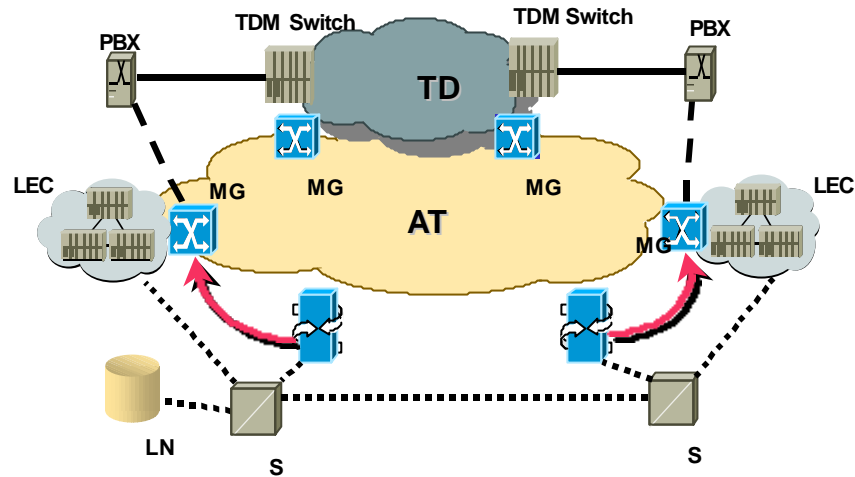 TDM Switch
TDM Switch
PBX
PBX
TD
LEC
MG
MG
MG
LEC
AT
MG
LN
S
S